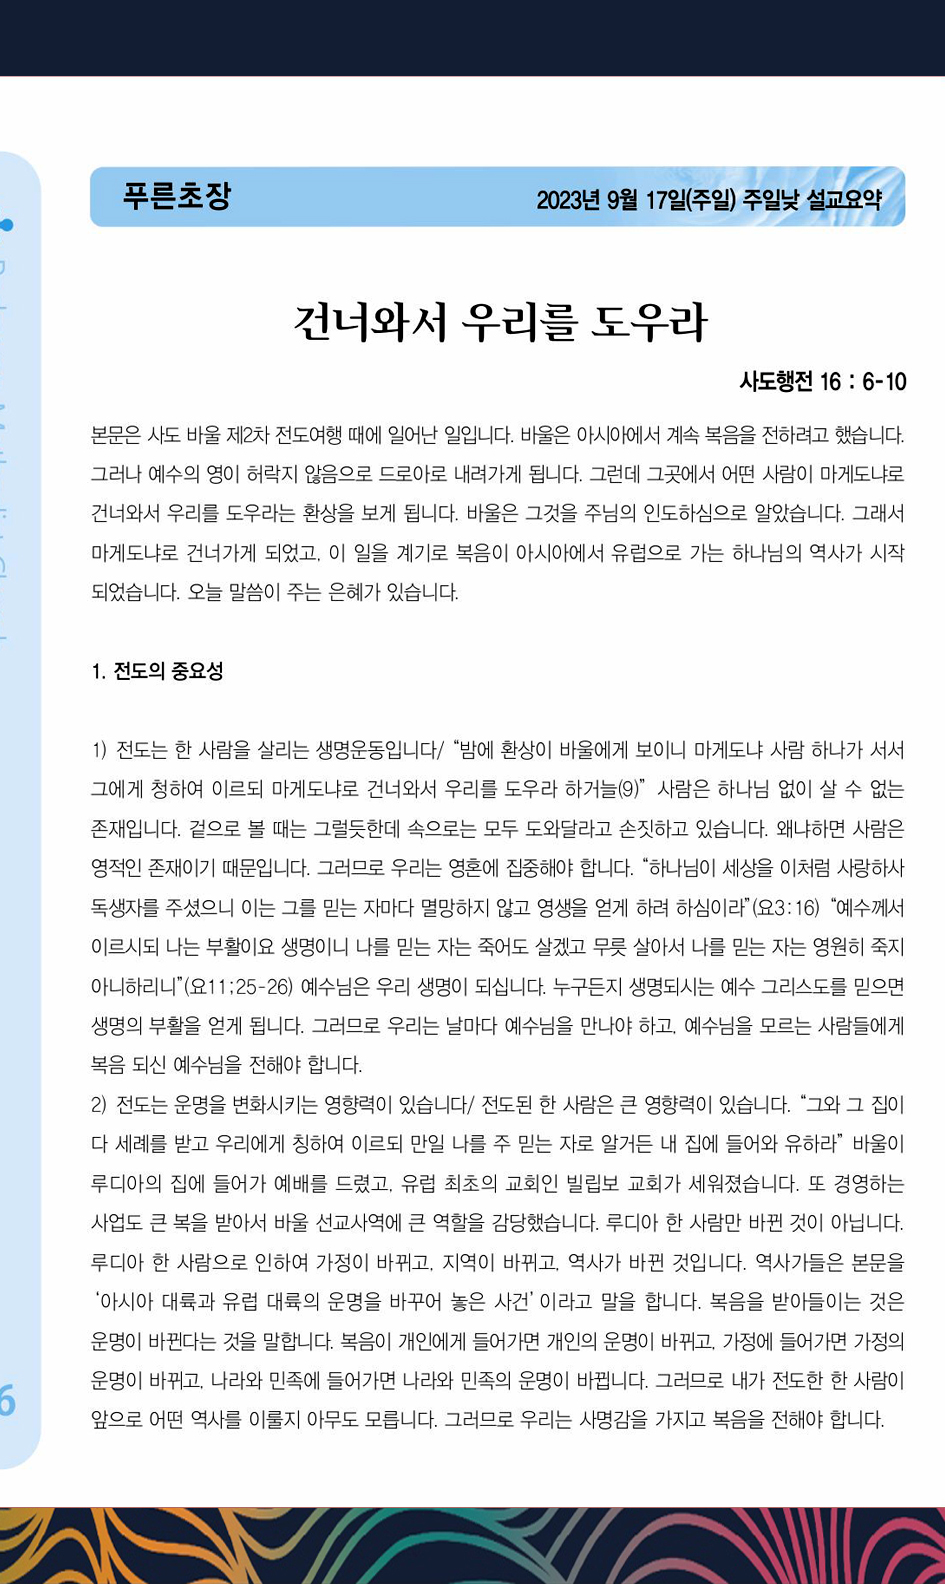 푸른초장
2023년 9월 17일(주일) 주일낮 설교요약
건너와서 우리를 도우라
사도행전 16 : 6-10
본문은 사도 바울 제2차 전도여행 때에 일어난 일입니다. 바울은 아시아에서 계속 복음을 전하려고 했습니다.
그러나 예수의 영이 허락지 않음으로 드로아로 내려가게 됩니다. 그런데 그곳에서 어떤 사람이 마게도냐로
건너와서 우리를 도우라는 환상을 보게 됩니다. 바울은 그것을 주님의 인도하심으로 알았습니다. 그래서
마게도냐로 건너가게 되었고, 이 일을 계기로 복음이 아시아에서 유럽으로 가는 하나님의 역사가 시작
되었습니다. 오늘 말씀이 주는 은혜가 있습니다.
1. 전도의 중요성
1) 전도는 한 사람을 살리는 생명운동입니다/ “밤에 환상이 바울에게 보이니 마게도냐 사람 하나가 서서
그에게 청하여 이르되 마게도냐로 건너와서 우리를 도우라 하거늘(9)” 사람은 하나님 없이 살 수 없는
존재입니다. 겉으로 볼 때는 그럴듯한데 속으로는 모두 도와달라고 손짓하고 있습니다. 왜냐하면 사람은
영적인 존재이기 때문입니다. 그러므로 우리는 영혼에 집중해야 합니다. “하나님이 세상을 이처럼 사랑하사
독생자를 주셨으니 이는 그를 믿는 자마다 멸망하지 않고 영생을 얻게 하려 하심이라”(요3:16) “예수께서
이르시되 나는 부활이요 생명이니 나를 믿는 자는 죽어도 살겠고 무릇 살아서 나를 믿는 자는 영원히 죽지
아니하리니”(요11;25-26) 예수님은 우리 생명이 되십니다. 누구든지 생명되시는 예수 그리스도를 믿으면
생명의 부활을 얻게 됩니다. 그러므로 우리는 날마다 예수님을 만나야 하고, 예수님을 모르는 사람들에게
복음 되신 예수님을 전해야 합니다.
2) 전도는 운명을 변화시키는 영향력이 있습니다/ 전도된 한 사람은 큰 영향력이 있습니다. “그와 그 집이
다 세례를 받고 우리에게 칭하여 이르되 만일 나를 주 믿는 자로 알거든 내 집에 들어와 유하라” 바울이
루디아의 집에 들어가 예배를 드렸고, 유럽 최초의 교회인 빌립보 교회가 세워졌습니다. 또 경영하는
사업도 큰 복을 받아서 바울 선교사역에 큰 역할을 감당했습니다. 루디아 한 사람만 바뀐 것이 아닙니다.
루디아 한 사람으로 인하여 가정이 바뀌고, 지역이 바뀌고, 역사가 바뀐 것입니다. 역사가들은 본문을
‘아시아 대륙과 유럽 대륙의 운명을 바꾸어 놓은 사건’이라고 말을 합니다. 복음을 받아들이는 것은
운명이 바뀐다는 것을 말합니다. 복음이 개인에게 들어가면 개인의 운명이 바뀌고, 가정에 들어가면 가정의
운명이 바뀌고, 나라와 민족에 들어가면 나라와 민족의 운명이 바뀝니다. 그러므로 내가 전도한 한 사람이
앞으로 어떤 역사를 이룰지 아무도 모릅니다. 그러므로 우리는 사명감을 가지고 복음을 전해야 합니다.
6